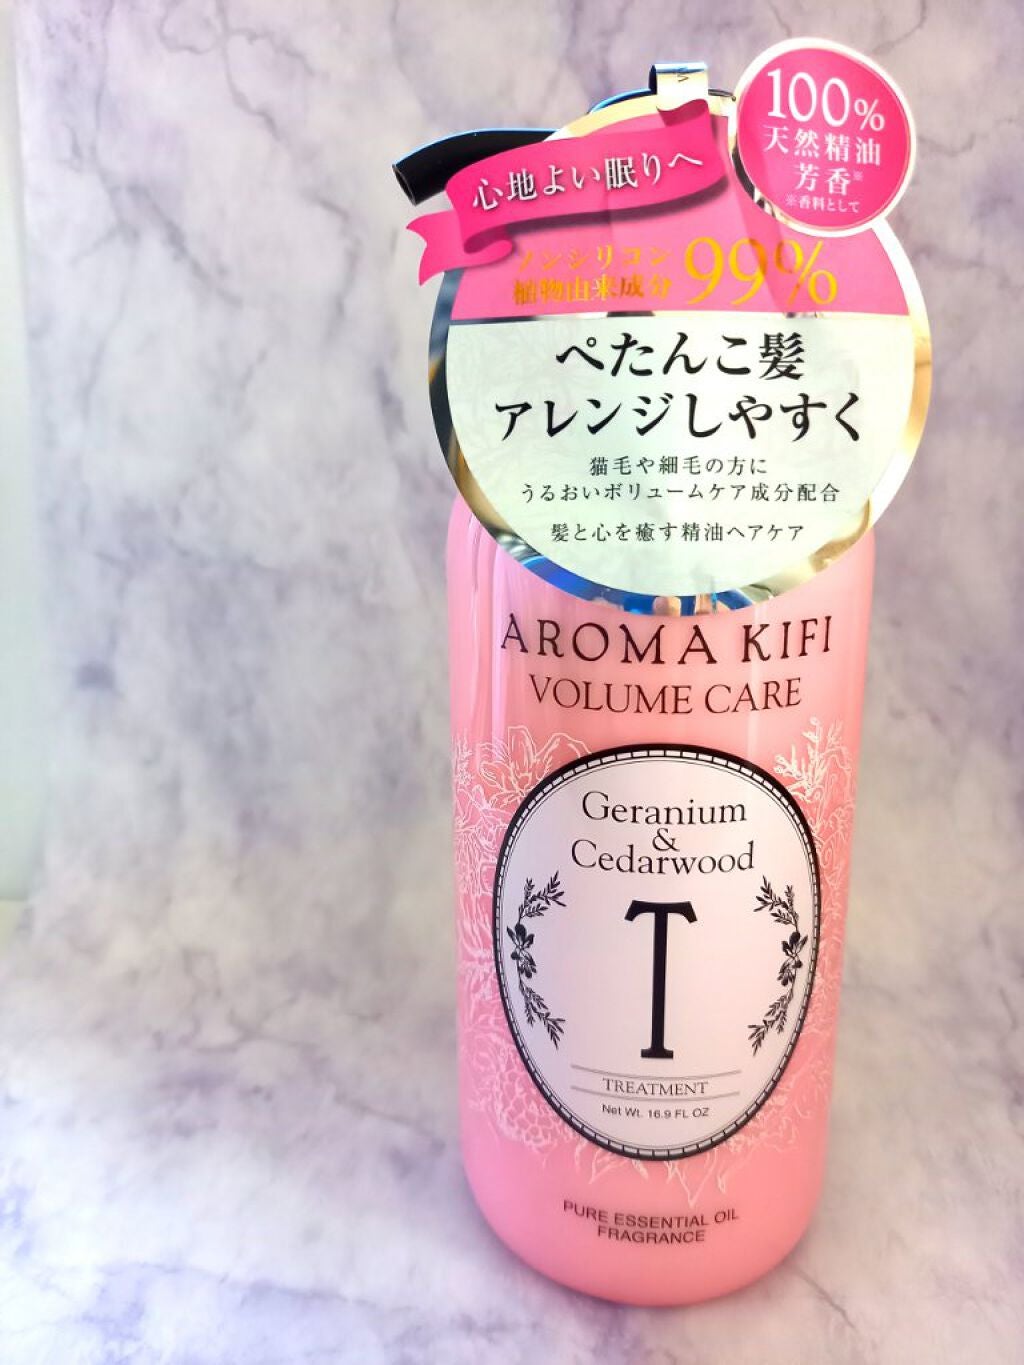 100%
天然精油
芳香※
※香料として
心地よい眠りへ
ノンシリコン
植物由来成分 99%
ぺたんこ髪
アレンジしやすく
猫毛や細毛の方に
うるおいボリュームケア成分配合
髪と心を癒す精油ヘアケア
AROMA KIFI
VOLUME CARE
Geranium
&
Cedarwood
T
TREATMENT
Net Wt. 16.9 FL OZ
PURE ESSENTIAL OIL
FRAGRANCE